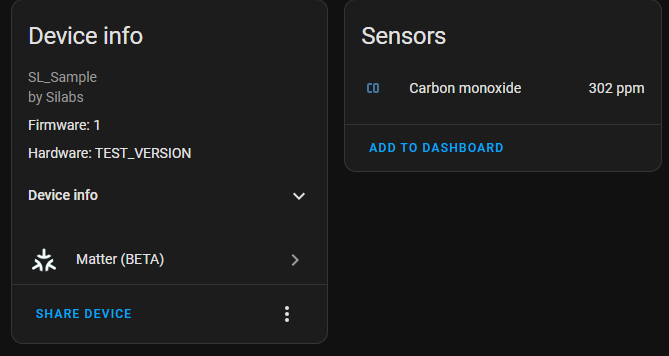 Device info
SL_Sample
by Silabs
Firmware: 1
Hardware: TEST_VERSION
Device info
Matter (BETA)
SHARE DEVICE
Sensors
CO
Carbon monoxide 302 ppm
ADD TO DASHBOARD